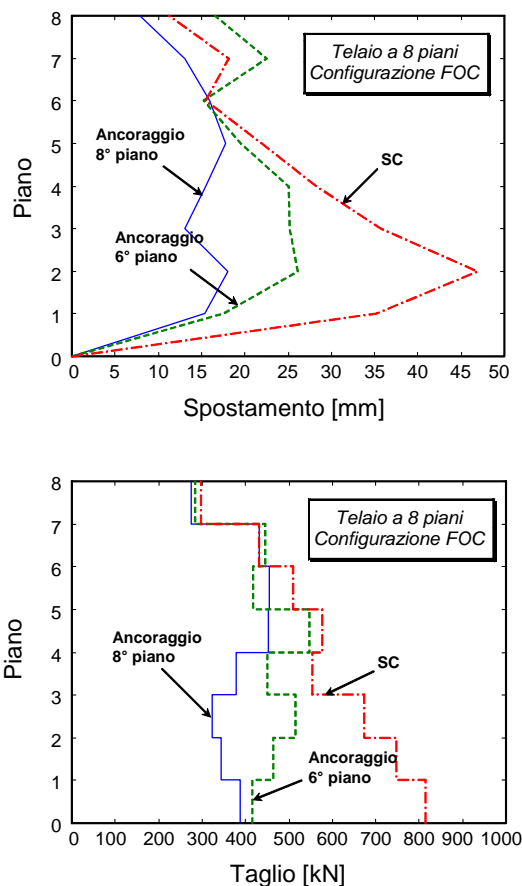 8
7
6
5
4
3
2
1
0
Piano
Telaio a 8 piani
Configurazione FOC
Ancoraggio
8° piano
SC
Ancoraggio
6° piano
0 5 10 15 20 25 30 35 40 45 50
Spostamento [mm]
8
7
6
5
4
3
2
1
0
Piano
Telaio a 8 piani
Configurazione FOC
Ancoraggio
8° piano
SC
Ancoraggio
6° piano
0 100 200 300 400 500 600 700 800 900 1000
Taglio [kN]